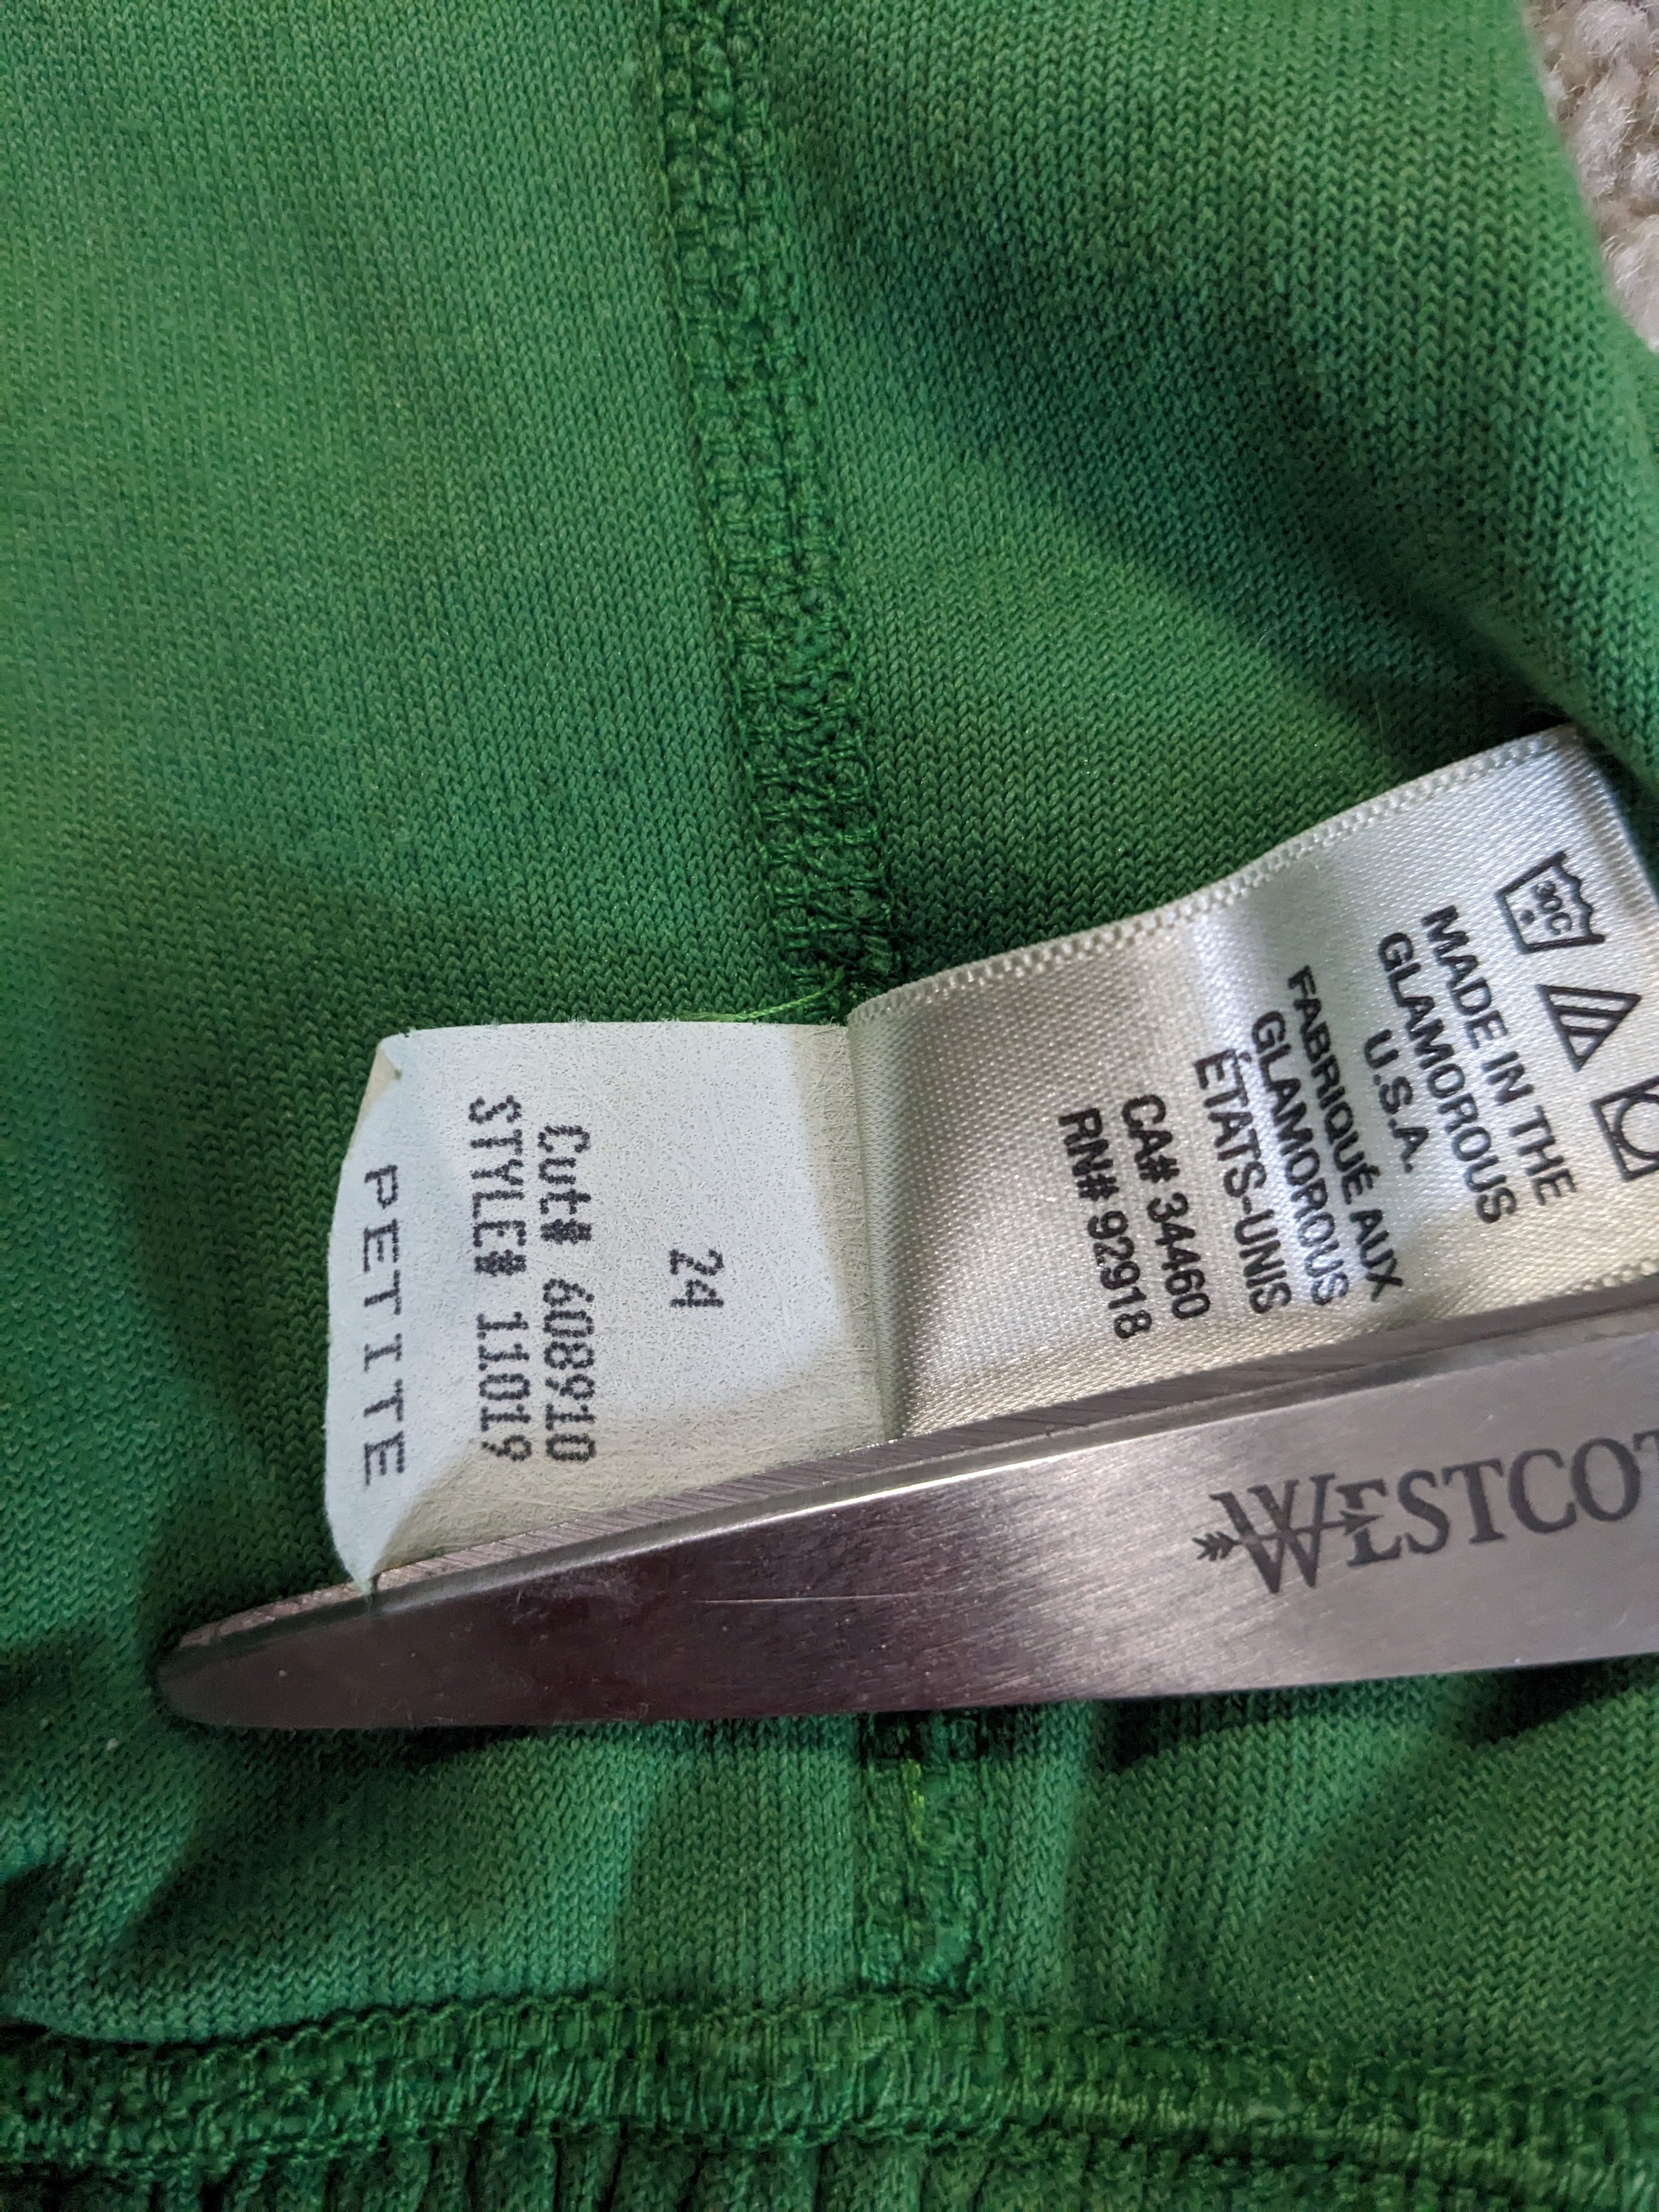 30C
MADE IN THE
GLAMOROUS
U.S.A.
FABRIQUÉ AUX
GLAMOROUS
ÉTATS-UNIS
CA# 34460
RN# 92918
24
Cut# 608910
STYLE# 11019
PETITE
WESTCOT